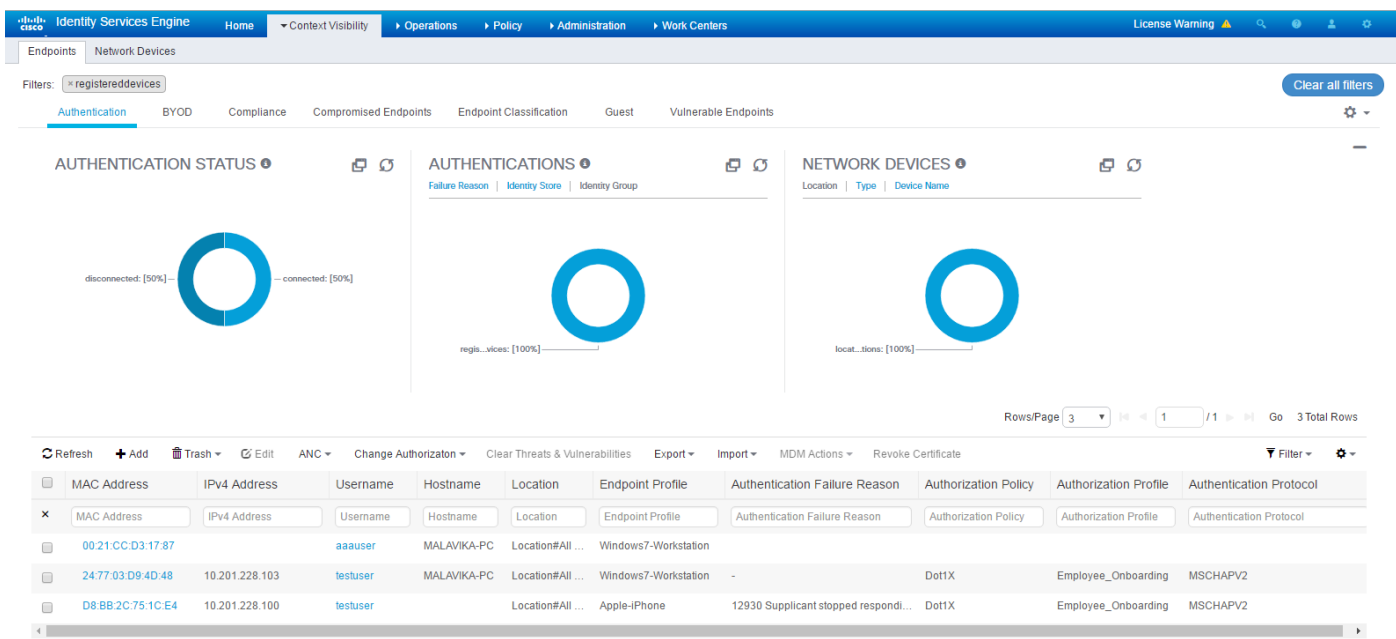 cisco Identity Services Engine Home Context Visibility Operations Policy Administration Work Centers License Warning
Endpoints Network Devices
Filters: × registereddevices Clear all filters
Authentication BYOD Compliance Compromised Endpoints Endpoint Classification Guest Vulnerable Endpoints
AUTHENTICATION STATUS AUTHENTICATIONS NETWORK DEVICES
Failure Reason | Identity Store | Identity Group Location | Type | Device Name
disconnected: [50%] connected: [50%]
regis...vices: [100%] locat...tions: [100%]
Rows/Page 3 1 / 1 Go 3 Total Rows
Refresh Add Trash Edit ANC Change Authorizaton Clear Threats & Vulnerabilities Export Import MDM Actions Revoke Certificate Filter
MAC Address IPv4 Address Username Hostname Location Endpoint Profile Authentication Failure Reason Authorization Policy Authorization Profile Authentication Protocol
× MAC Address IPv4 Address Username Hostname Location Endpoint Profile Authentication Failure Reason Authorization Policy Authorization Profile Authentication Protocol
00:21:CC:D3:17:87 aaauser MALAVIKA-PC Location#All ... Windows7-Workstation
24:77:03:D9:4D:48 10.201.228.103 testuser MALAVIKA-PC Location#All ... Windows7-Workstation - Dot1X Employee_Onboarding MSCHAPV2
D8:BB:2C:75:1C:E4 10.201.228.100 testuser Location#All ... Apple-iPhone 12930 Supplicant stopped respondi... Dot1X Employee_Onboarding MSCHAPV2